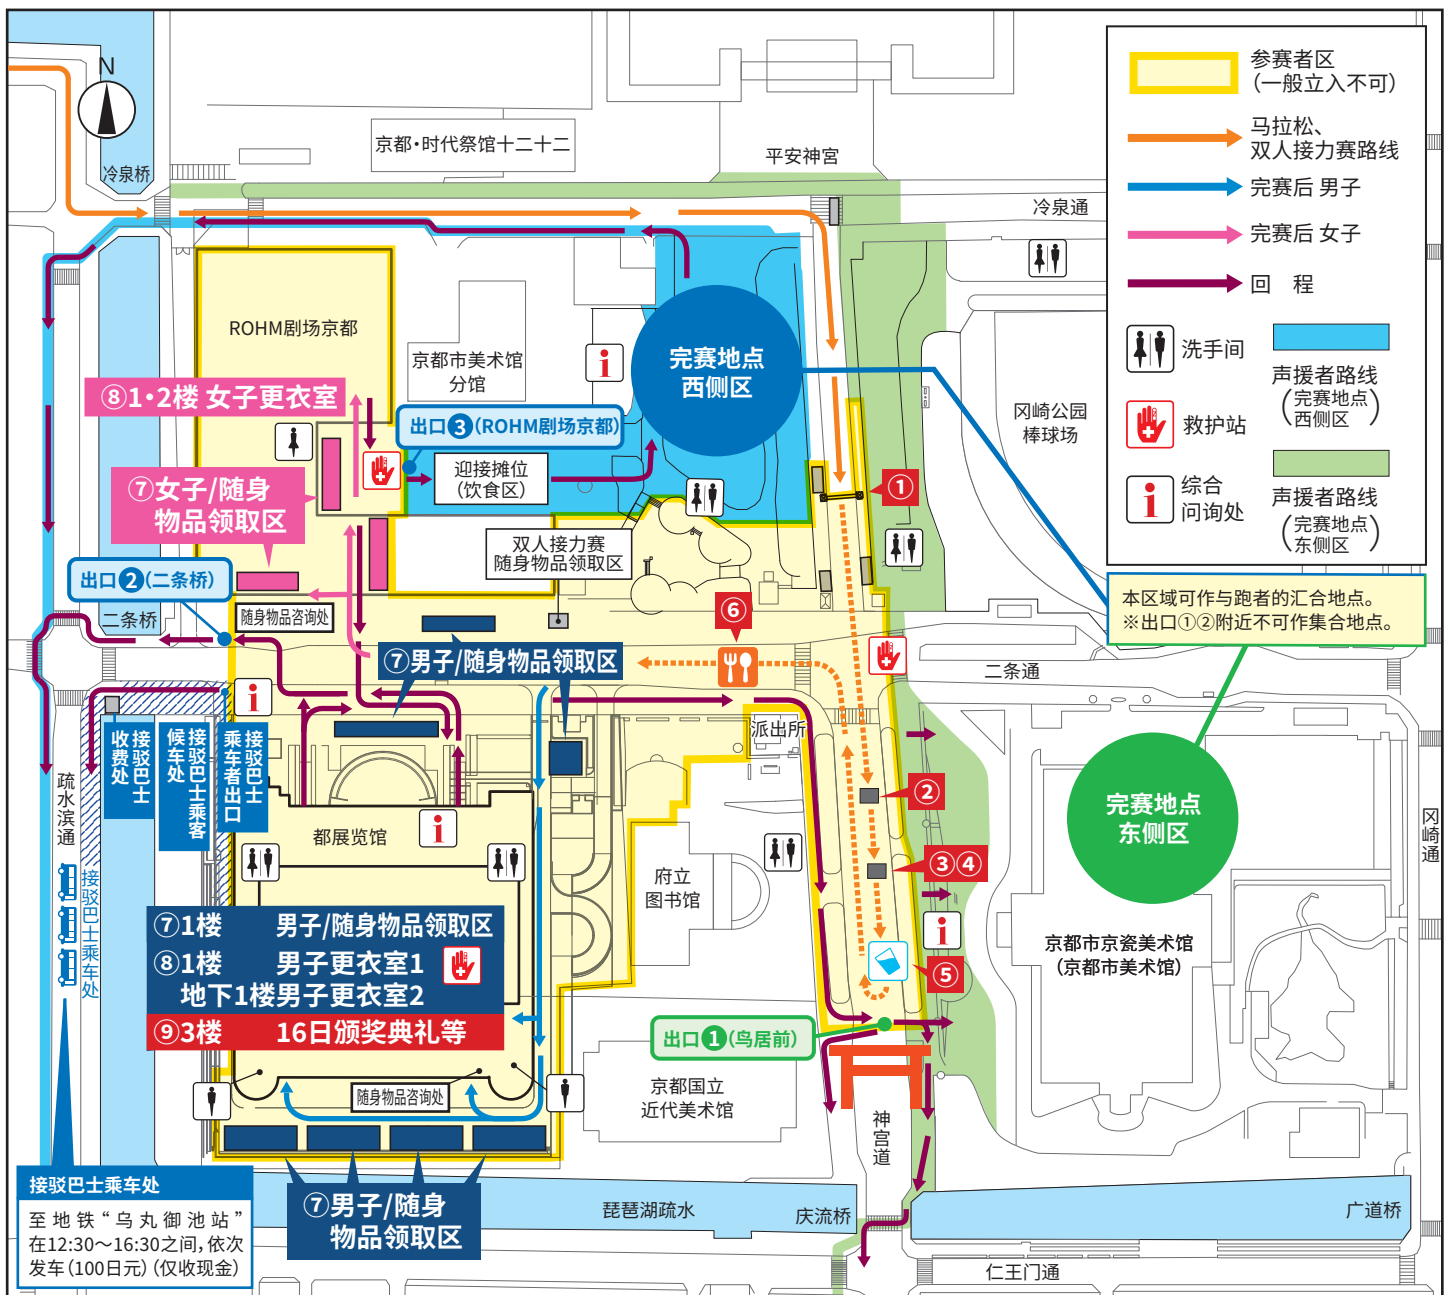 N
冷泉桥
京都・时代祭馆十二十二
平安神宫
冷泉通
参赛者区
（一般立入不可）
马拉松、
双人接力赛路线
完赛后 男子
完赛后 女子
回　程
洗手间
救护站
综合
问询处
声援者路线
（完赛地点
西侧区）
声援者路线
（完赛地点
东侧区）
ROHM剧场京都
京都市美术馆
分馆
完赛地点
西侧区
冈崎公园
棒球场
⑧1・2楼 女子更衣室
出口❸（ROHM剧场京都）
迎接摊位
（饮食区）
⑦女子/随身
物品领取区
①
双人接力赛
随身物品领取区
出口❷（二条桥）
二条桥
随身物品咨询处
⑥
本区域可作与跑者的汇合地点。
※出口①②附近不可作集合地点。
⑦男子/随身物品领取区
二条通
派出所
接驳巴士
收费处
接驳巴士乘客
候车处
接驳巴士
乘车者出口
疏水滨通
②
完赛地点
东侧区
冈崎通
都展览馆
③④
府立
图书馆
接驳巴士乘车处
⑦1楼 男子/随身物品领取区
⑧1楼 男子更衣室1
地下1楼男子更衣室2
⑨3楼 16日颁奖典礼等
京都市京瓷美术馆
（京都市美术馆）
⑤
出口❶（鸟居前）
随身物品咨询处
京都国立
近代美术馆
神宫道
接驳巴士乘车处
至地铁“乌丸御池站”
在12:30～16:30之间，依次
发车（100日元）（仅收现金）
⑦男子/随身
物品领取区
琵琶湖疏水
庆流桥
广道桥
仁王门通